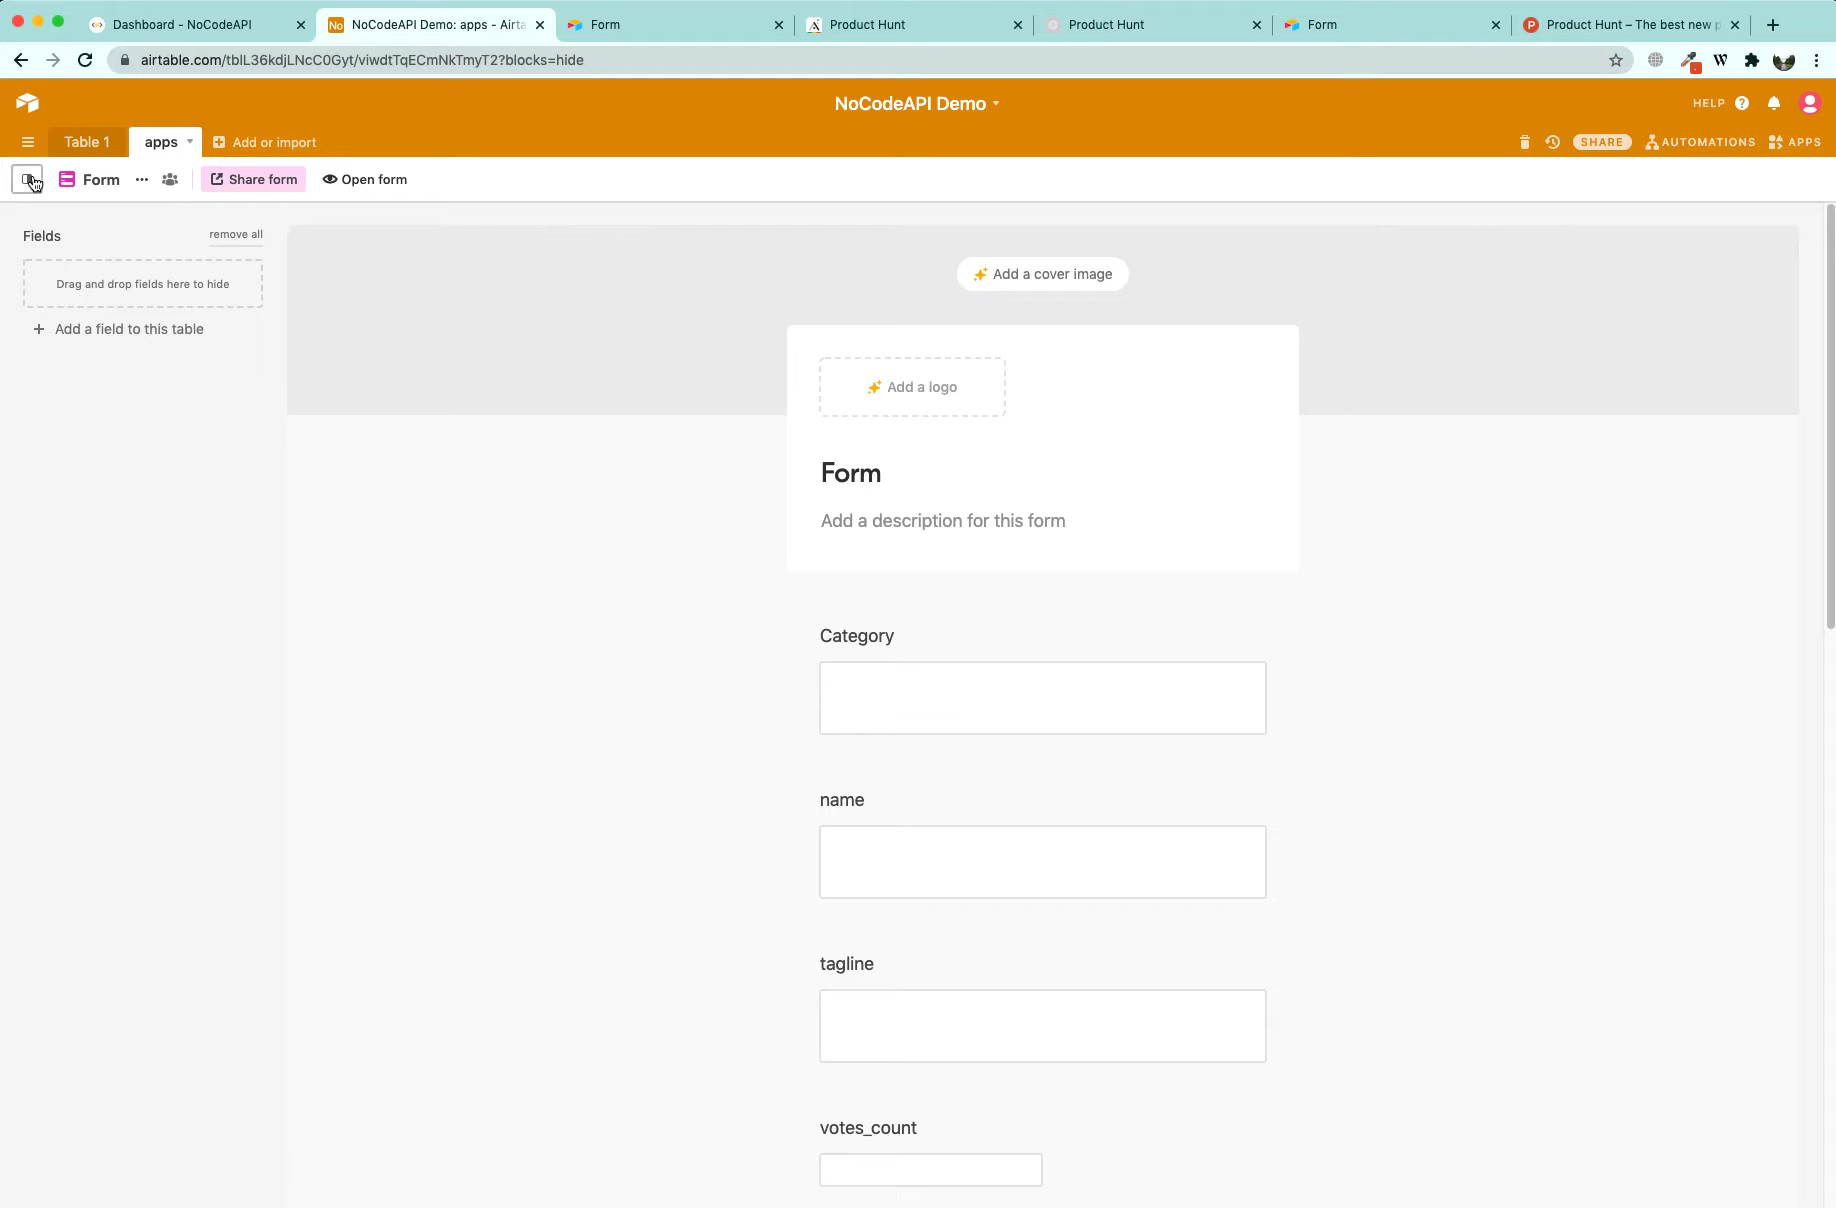 Dashboard - NoCodeAPI
NoCodeAPI Demo: apps - Airta
Form
Product Hunt
Product Hunt
Form
Product Hunt – The best new p
airtable.com/tblL36kdjLNcC0Gyt/viwdtTqECmNkTmyT2?blocks=hide
NoCodeAPI Demo
HELP
Table 1
apps
Add or import
SHARE
AUTOMATIONS
APPS
Form
Share form
Open form
Fields
remove all
Drag and drop fields here to hide
+ Add a field to this table
Add a cover image
Add a logo
Form
Add a description for this form
Category
name
tagline
votes_count